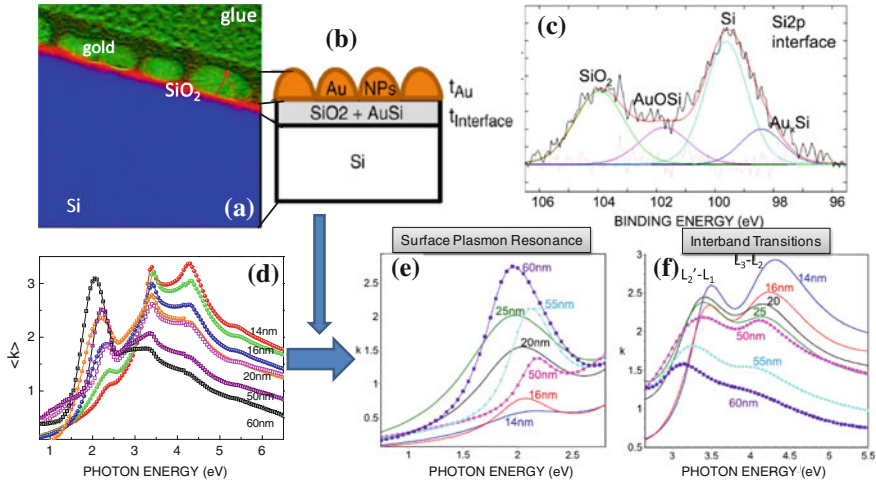 glue
gold
SiO2
Si
(a)
(b)
Au NPs
tAu
SiO2 + AuSi
tInterface
Si
(c)
Si2p
interface
Si
SiO2
AuOSi
AuxSi
106 104 102 100 98 96
BINDING ENERGY (eV)
(d)
<k>
3
2
1
14nm
16nm
20nm
50nm
60nm
1 2 3 4 5 6
PHOTON ENERGY (eV)
Surface Plasmon Resonance
(e)
2.5
2.0
1.5
1.0
0.5
κ
60nm
55nm
25nm
20nm
50nm
16nm
14nm
1 1.5 2 2.5
PHOTON ENERGY (eV)
Interband Transitions
(f)
3
2.5
2
1.5
1
0.5
κ
L2'-L1
L3-L2
14nm
16nm
20
25
50nm
55nm
60nm
3 3.5 4 4.5 5 5.5
PHOTON ENERGY (eV)